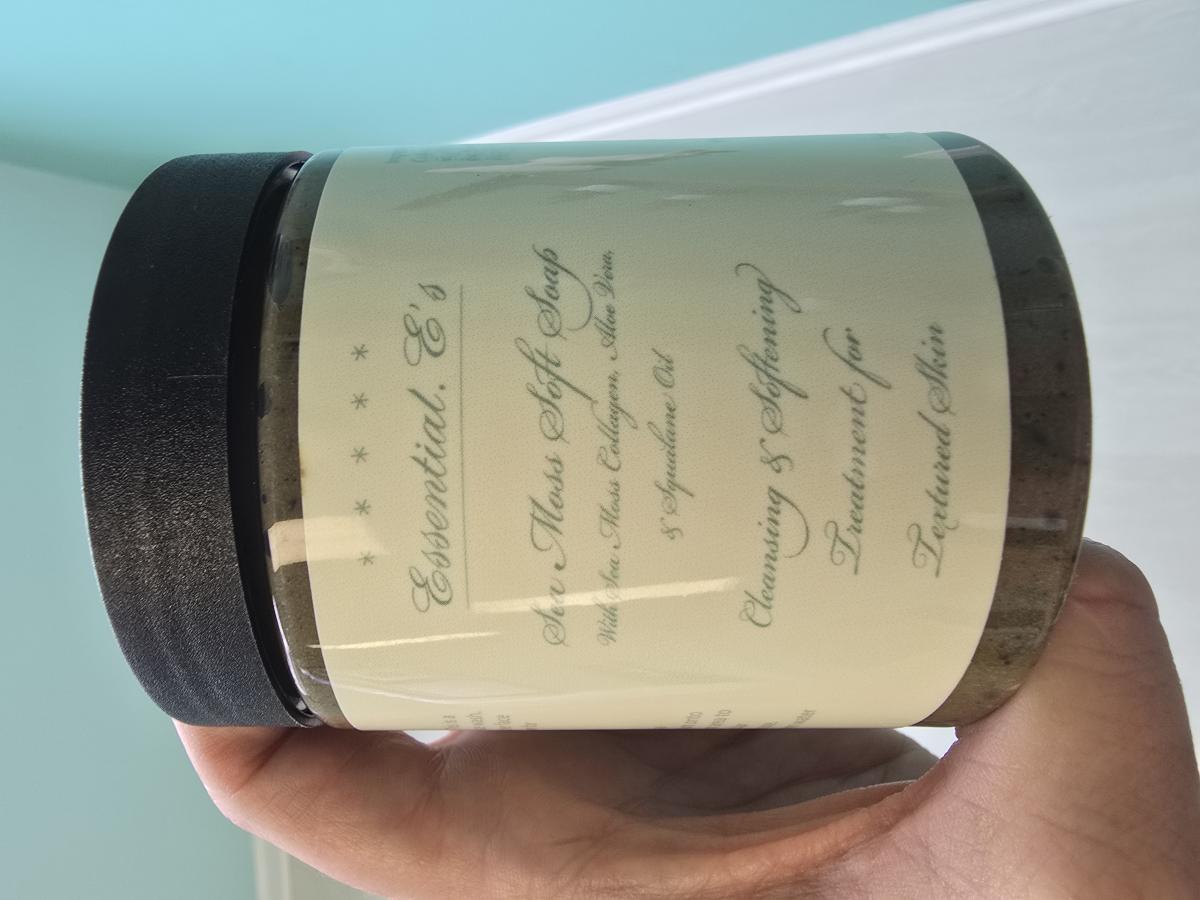 * * * * *
Essential. E's
Sea Moss Soft Soap
With Sea Moss Collagen, Aloe Vera,
& Squalane Oil
Cleansing & Softening
Treatment for
Textured Skin